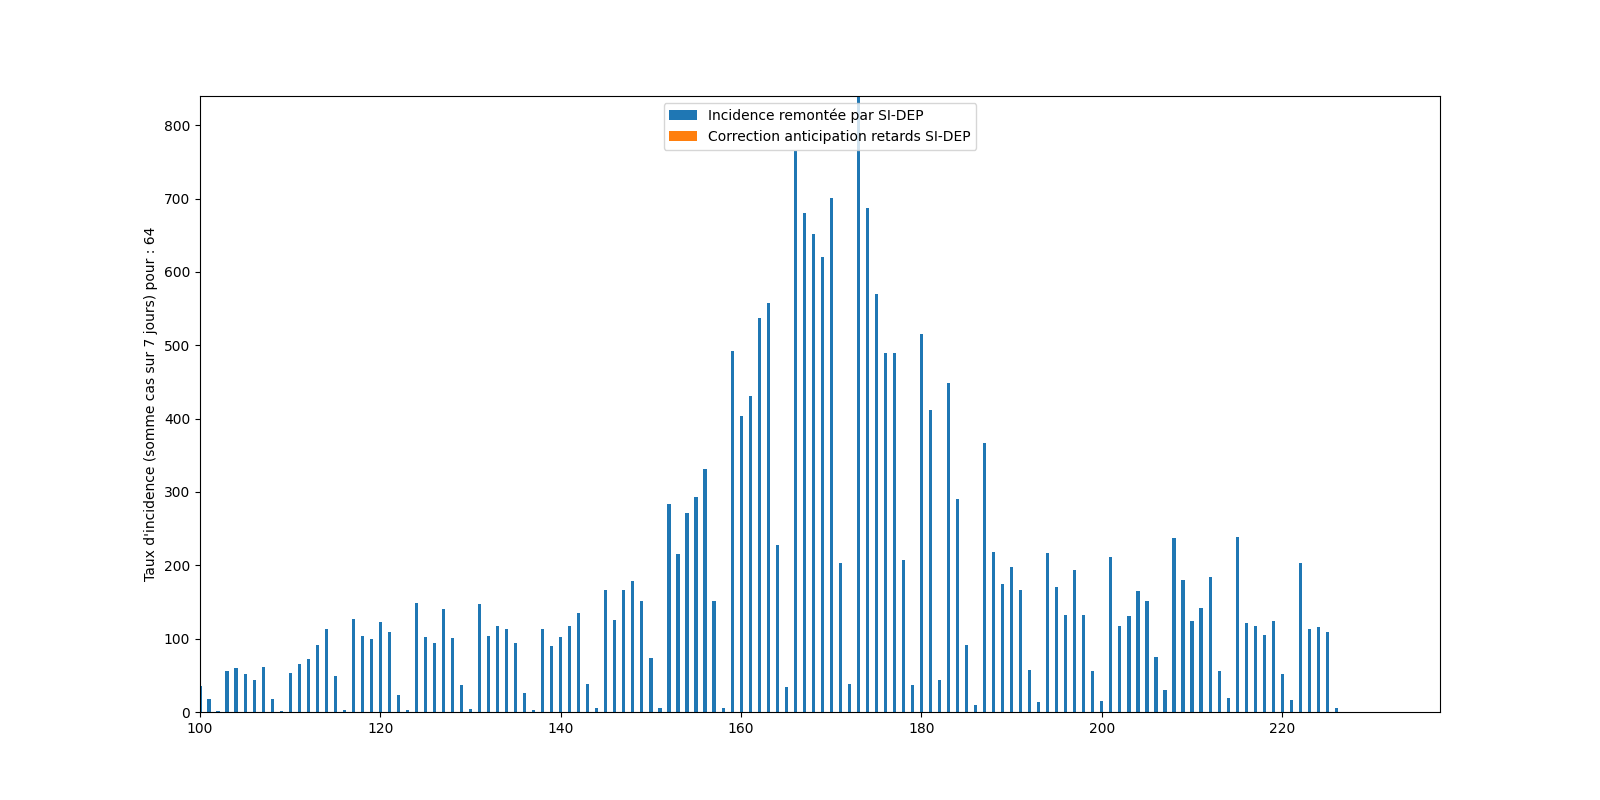 Incidence remontée par SI-DEP
Correction anticipation retards SI-DEP
Taux d'incidence (somme cas sur 7 jours) pour : 64
800
700
600
500
400
300
200
100
0
100 120 140 160 180 200 220